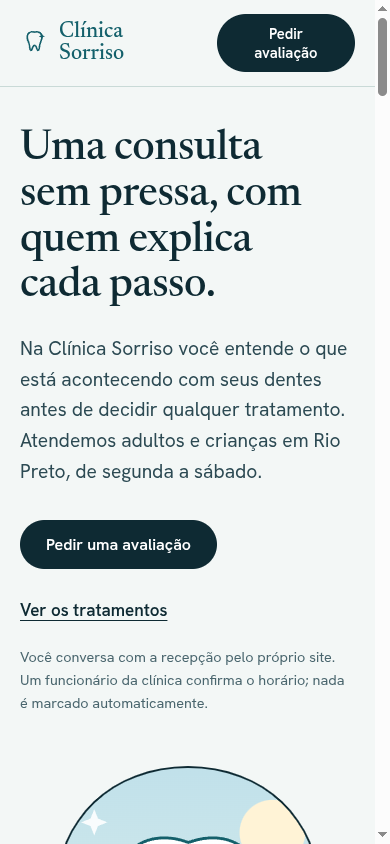 Clínica
Sorriso
Pedir
avaliação
Uma consulta
sem pressa, com
quem explica
cada passo.
Na Clínica Sorriso você entende o que
está acontecendo com seus dentes
antes de decidir qualquer tratamento.
Atendemos adultos e crianças em Rio
Preto, de segunda a sábado.
Pedir uma avaliação
Ver os tratamentos
Você conversa com a recepção pelo próprio site.
Um funcionário da clínica confirma o horário; nada
é marcado automaticamente.